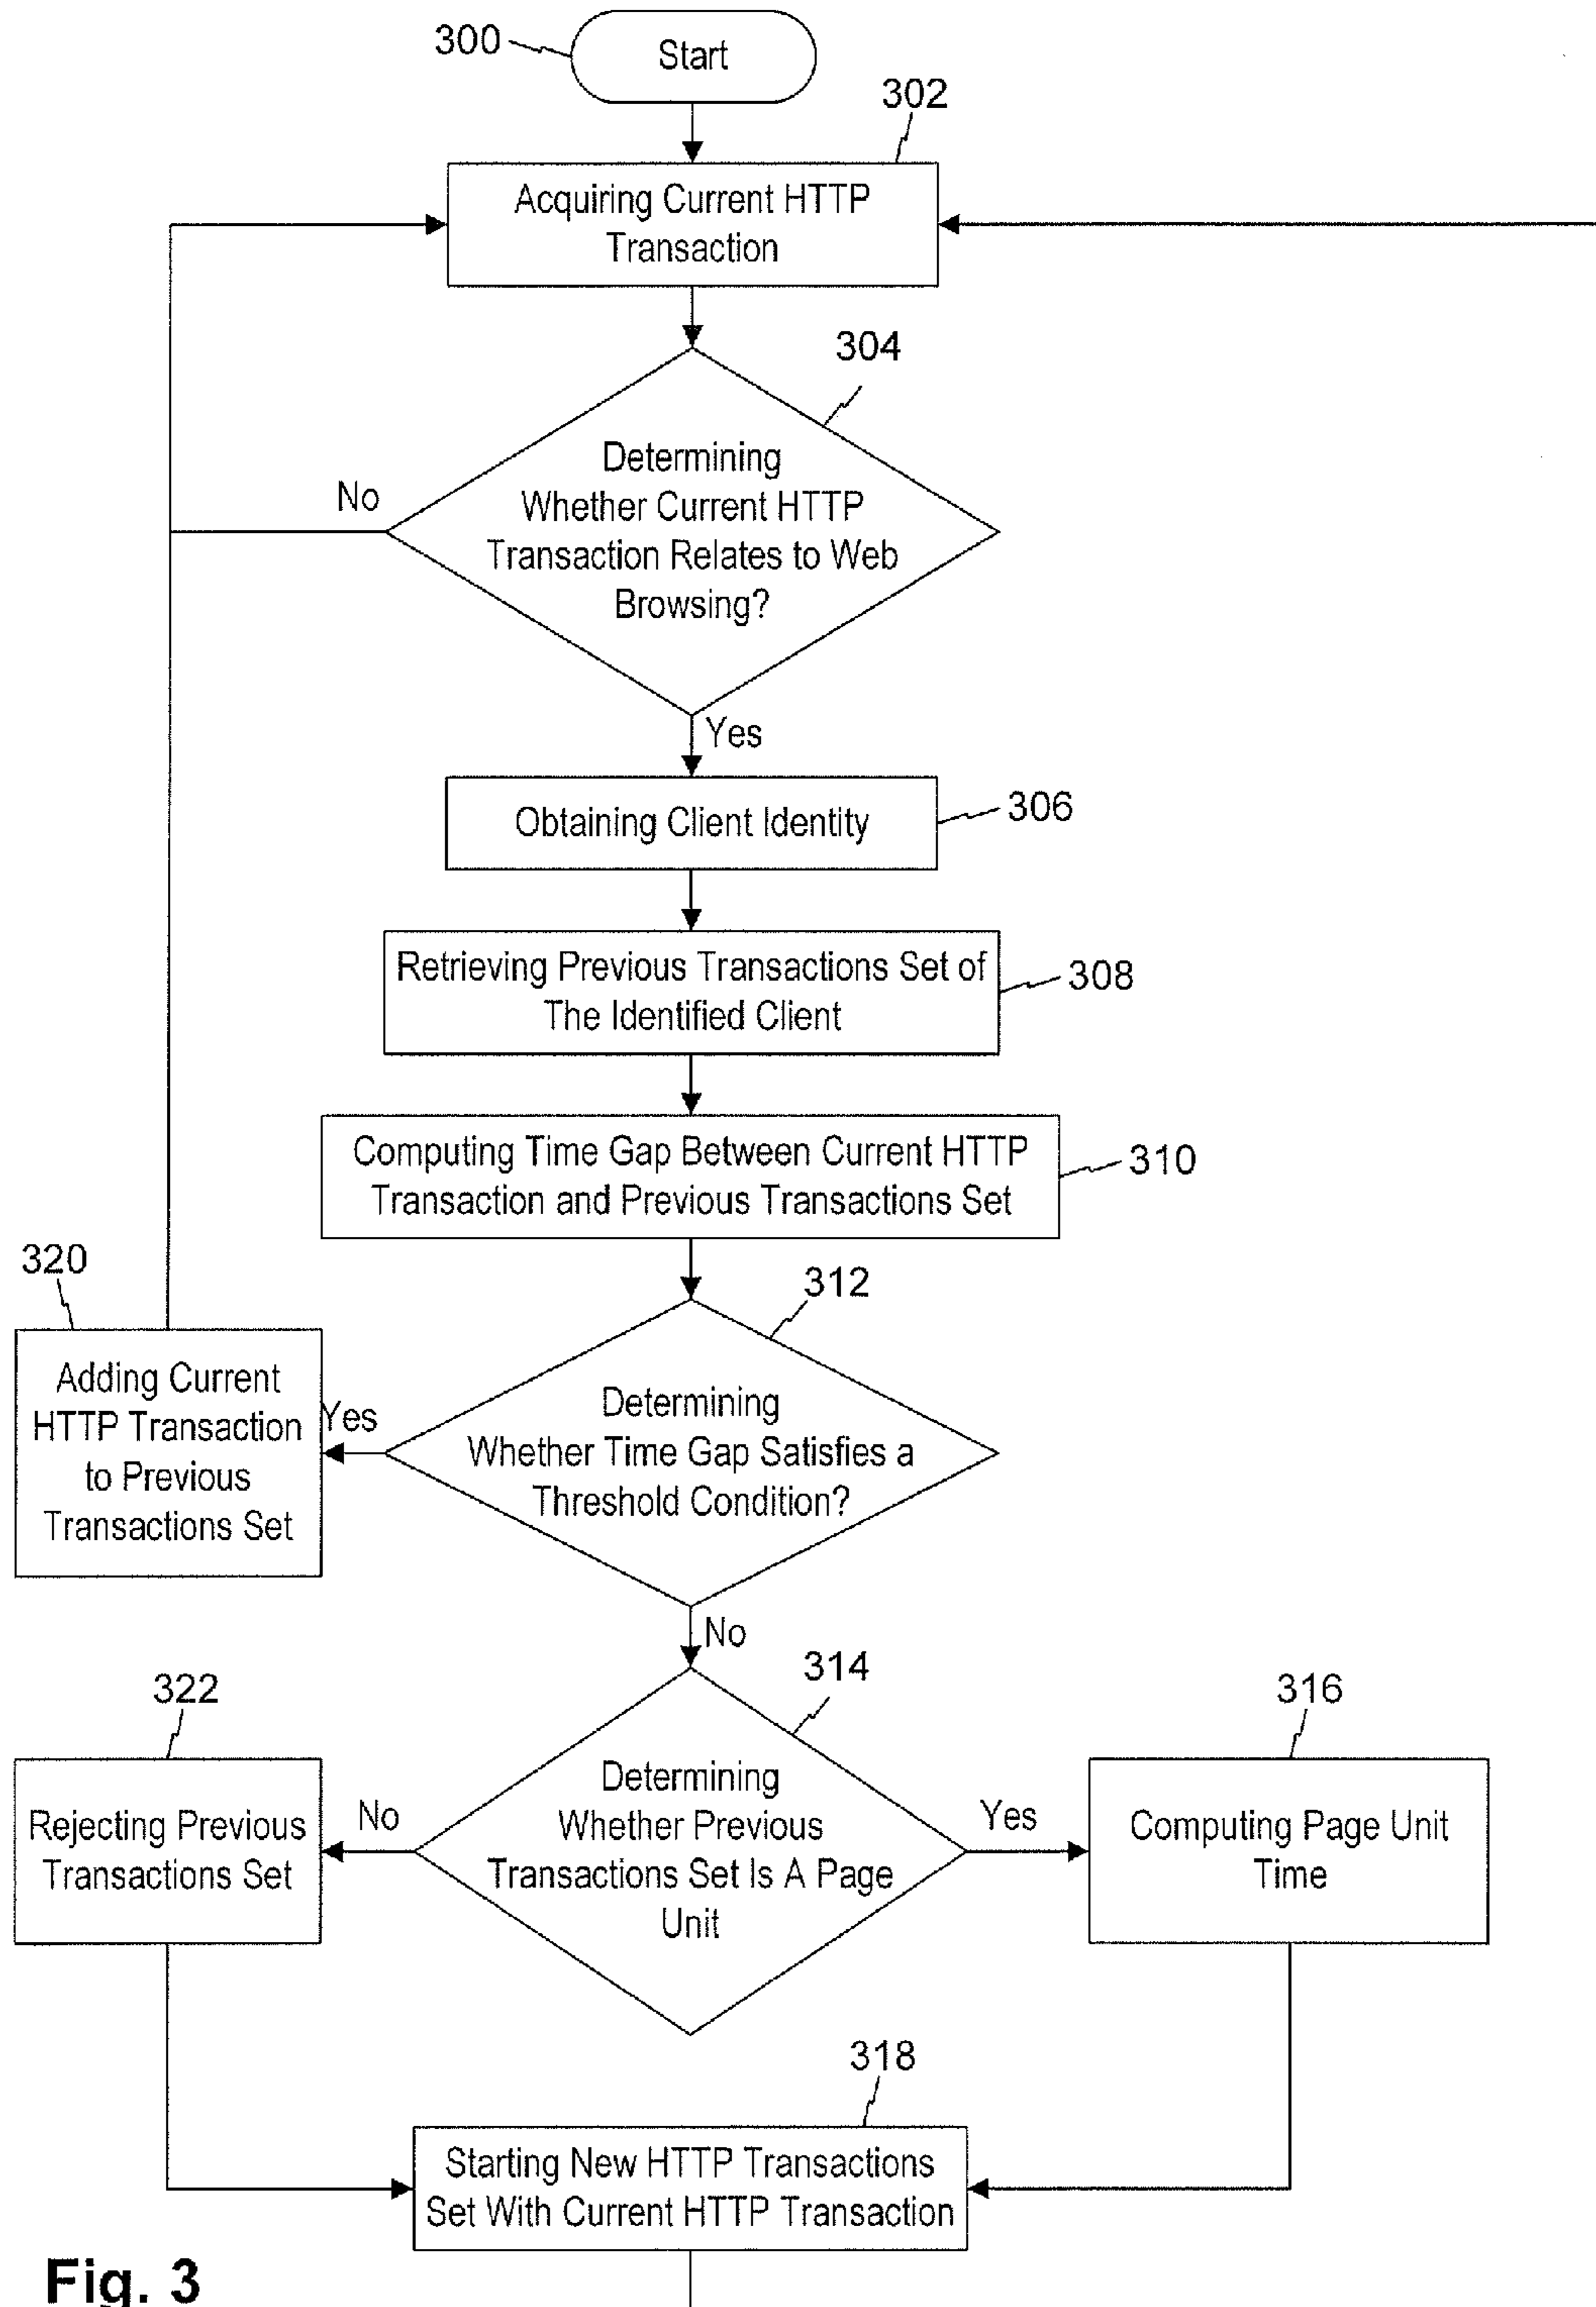 300
Start
302
Acquiring Current HTTP
Transaction
304
Determining
Whether Current HTTP
Transaction Relates to Web
Browsing?
No
Yes
Obtaining Client Identity
306
Retrieving Previous Transactions Set of
The Identified Client
308
Computing Time Gap Between Current HTTP
Transaction and Previous Transactions Set
310
320
312
Adding Current
HTTP Transaction
to Previous
Transactions Set
Yes
Determining
Whether Time Gap Satisfies a
Threshold Condition?
No
322
314
316
Rejecting Previous
Transactions Set
No
Determining
Whether Previous
Transactions Set Is A Page
Unit
Yes
Computing Page Unit
Time
318
Starting New HTTP Transactions
Set With Current HTTP Transaction
Fig. 3